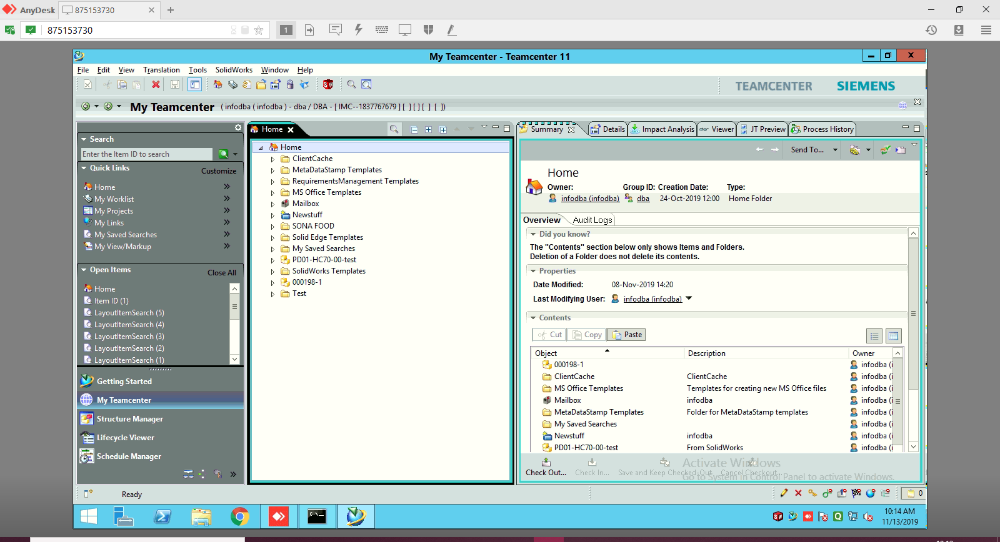 AnyDesk
875153730
875153730
1
My Teamcenter - Teamcenter 11
File Edit View Translation Tools SolidWorks Window Help
TEAMCENTER SIEMENS
My Teamcenter ( infodba ( infodba ) - dba / DBA - [ IMC--1837767679 ] [ ] [ ] [ ] [ ])
Search
Enter the Item ID to search
Quick Links
Customize
Home
My Worklist
My Projects
My Links
My Saved Searches
My View/Markup
Open Items
Close All
Home
Item ID (1)
LayoutItemSearch (5)
LayoutItemSearch (4)
LayoutItemSearch (3)
LayoutItemSearch (2)
LayoutItemSearch (1)
Getting Started
My Teamcenter
Structure Manager
Lifecycle Viewer
Schedule Manager
Home
Home
ClientCache
MetaDataStamp Templates
RequirementsManagement Templates
MS Office Templates
Mailbox
Newstuff
SONA FOOD
Solid Edge Templates
My Saved Searches
PD01-HC70-00-test
SolidWorks Templates
000198-1
Test
Summary Details Impact Analysis Viewer JT Preview Process History
Send To...
Home
Owner: Group ID: Creation Date: Type:
infodba (infodba) dba 24-Oct-2019 12:00 Home Folder
Overview Audit Logs
Did you know?
The "Contents" section below only shows Items and Folders.
Deletion of a Folder does not delete its contents.
Properties
Date Modified: 08-Nov-2019 14:20
Last Modifying User: infodba (infodba)
Contents
Cut Copy Paste
Object Description Owner
000198-1 infodba (i
ClientCache ClientCache infodba (i
MS Office Templates Templates for creating new MS Office files infodba (i
Mailbox infodba infodba (i
MetaDataStamp Templates Folder for MetaDataStamp templates infodba (i
My Saved Searches infodba (i
Newstuff infodba infodba (i
PD01-HC70-00-test From SolidWorks infodba (i
Activate Windows
Check Out... Check In... Save and Keep Checked-Out Cancel Checkout...
Go to System in Control Panel to activate Windows.
Ready
0
10:14 AM
11/13/2019